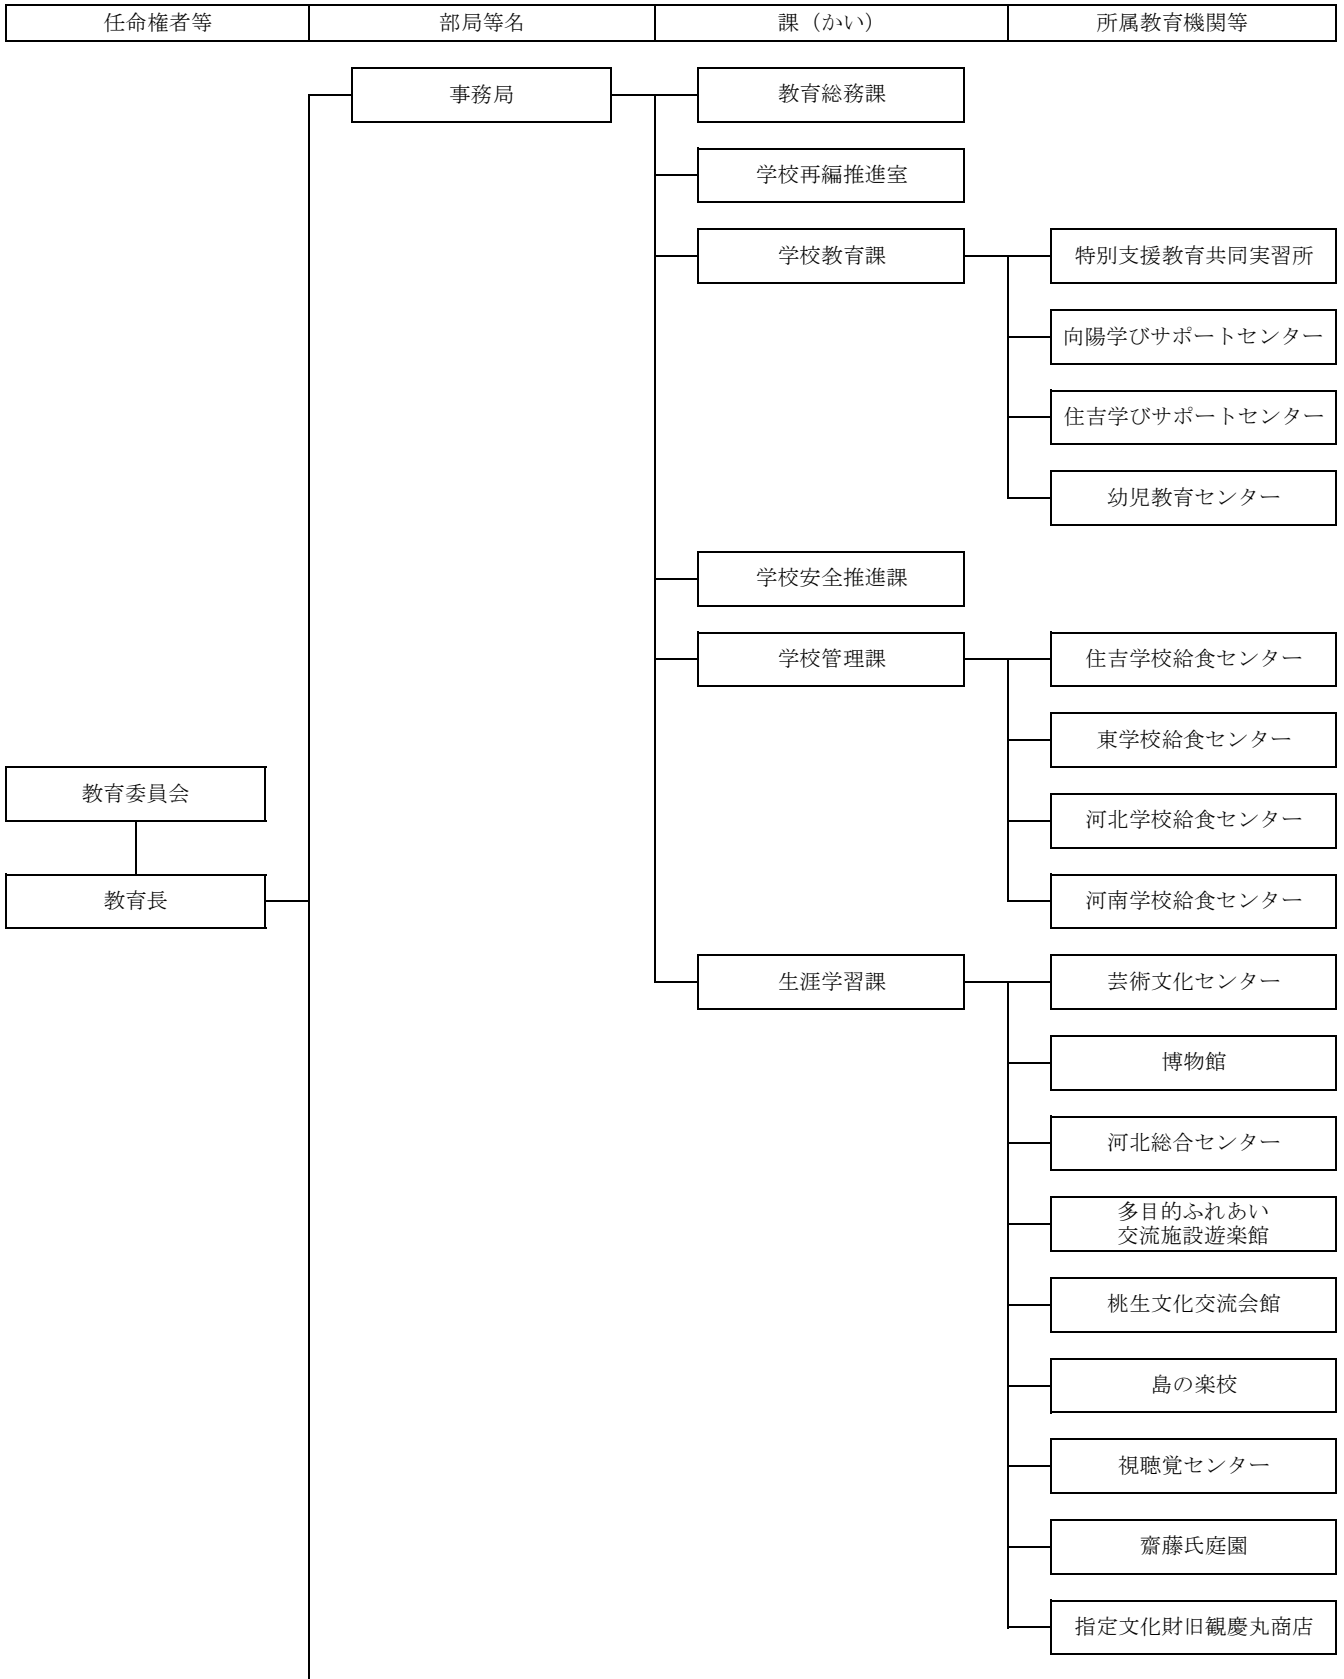 任命権者等
部局等名
課（かい）
所属教育機関等
事務局
教育総務課
学校再編推進室
学校教育課
特別支援教育共同実習所
向陽学びサポートセンター
住吉学びサポートセンター
幼児教育センター
学校安全推進課
学校管理課
住吉学校給食センター
東学校給食センター
教育委員会
河北学校給食センター
教育長
河南学校給食センター
生涯学習課
芸術文化センター
博物館
河北総合センター
多目的ふれあい
交流施設遊楽館
桃生文化交流会館
島の楽校
視聴覚センター
齋藤氏庭園
指定文化財旧観慶丸商店